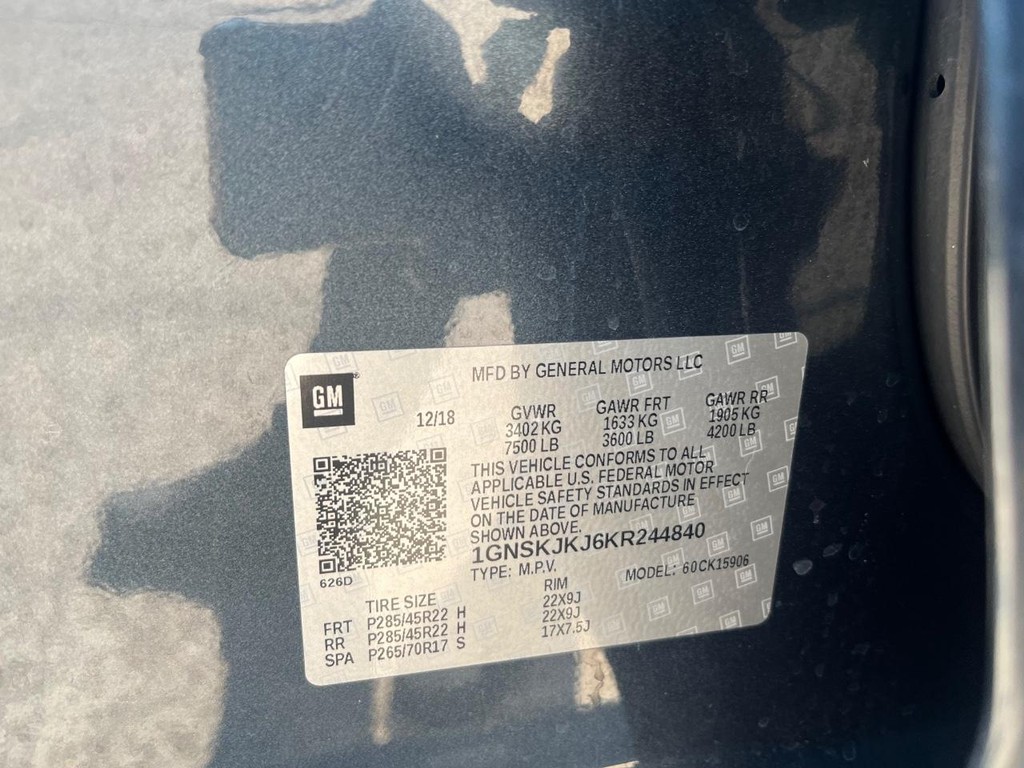 GM
MFD BY GENERAL MOTORS LLC
12/18
GVWR GAWR FRT GAWR RR
3402 KG 1633 KG 1905 KG
7500 LB 3600 LB 4200 LB
THIS VEHICLE CONFORMS TO ALL
APPLICABLE U.S. FEDERAL MOTOR
VEHICLE SAFETY STANDARDS IN EFFECT
ON THE DATE OF MANUFACTURE
SHOWN ABOVE.
1GNSKJKJ6KR244840
626D
TYPE: M.P.V. MODEL: 60CK15906
TIRE SIZE RIM
FRT P285/45R22 H 22X9J
RR P285/45R22 H 22X9J
SPA P265/70R17 S 17X7.5J